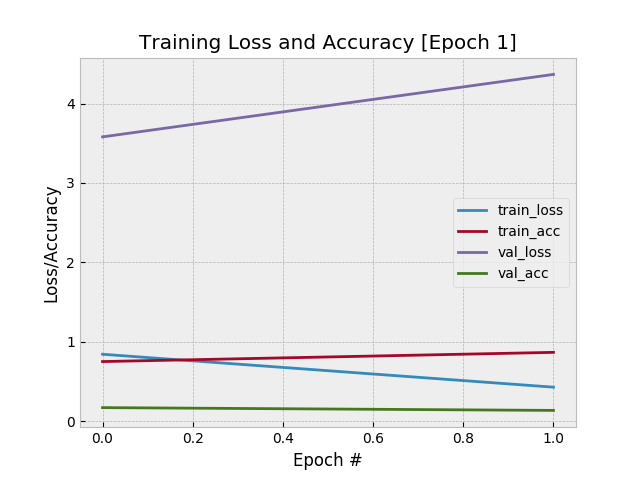 Training Loss and Accuracy [Epoch 1]
Loss/Accuracy
4
3
2
1
0
train_loss
train_acc
val_loss
val_acc
0.0 0.2 0.4 0.6 0.8 1.0
Epoch #